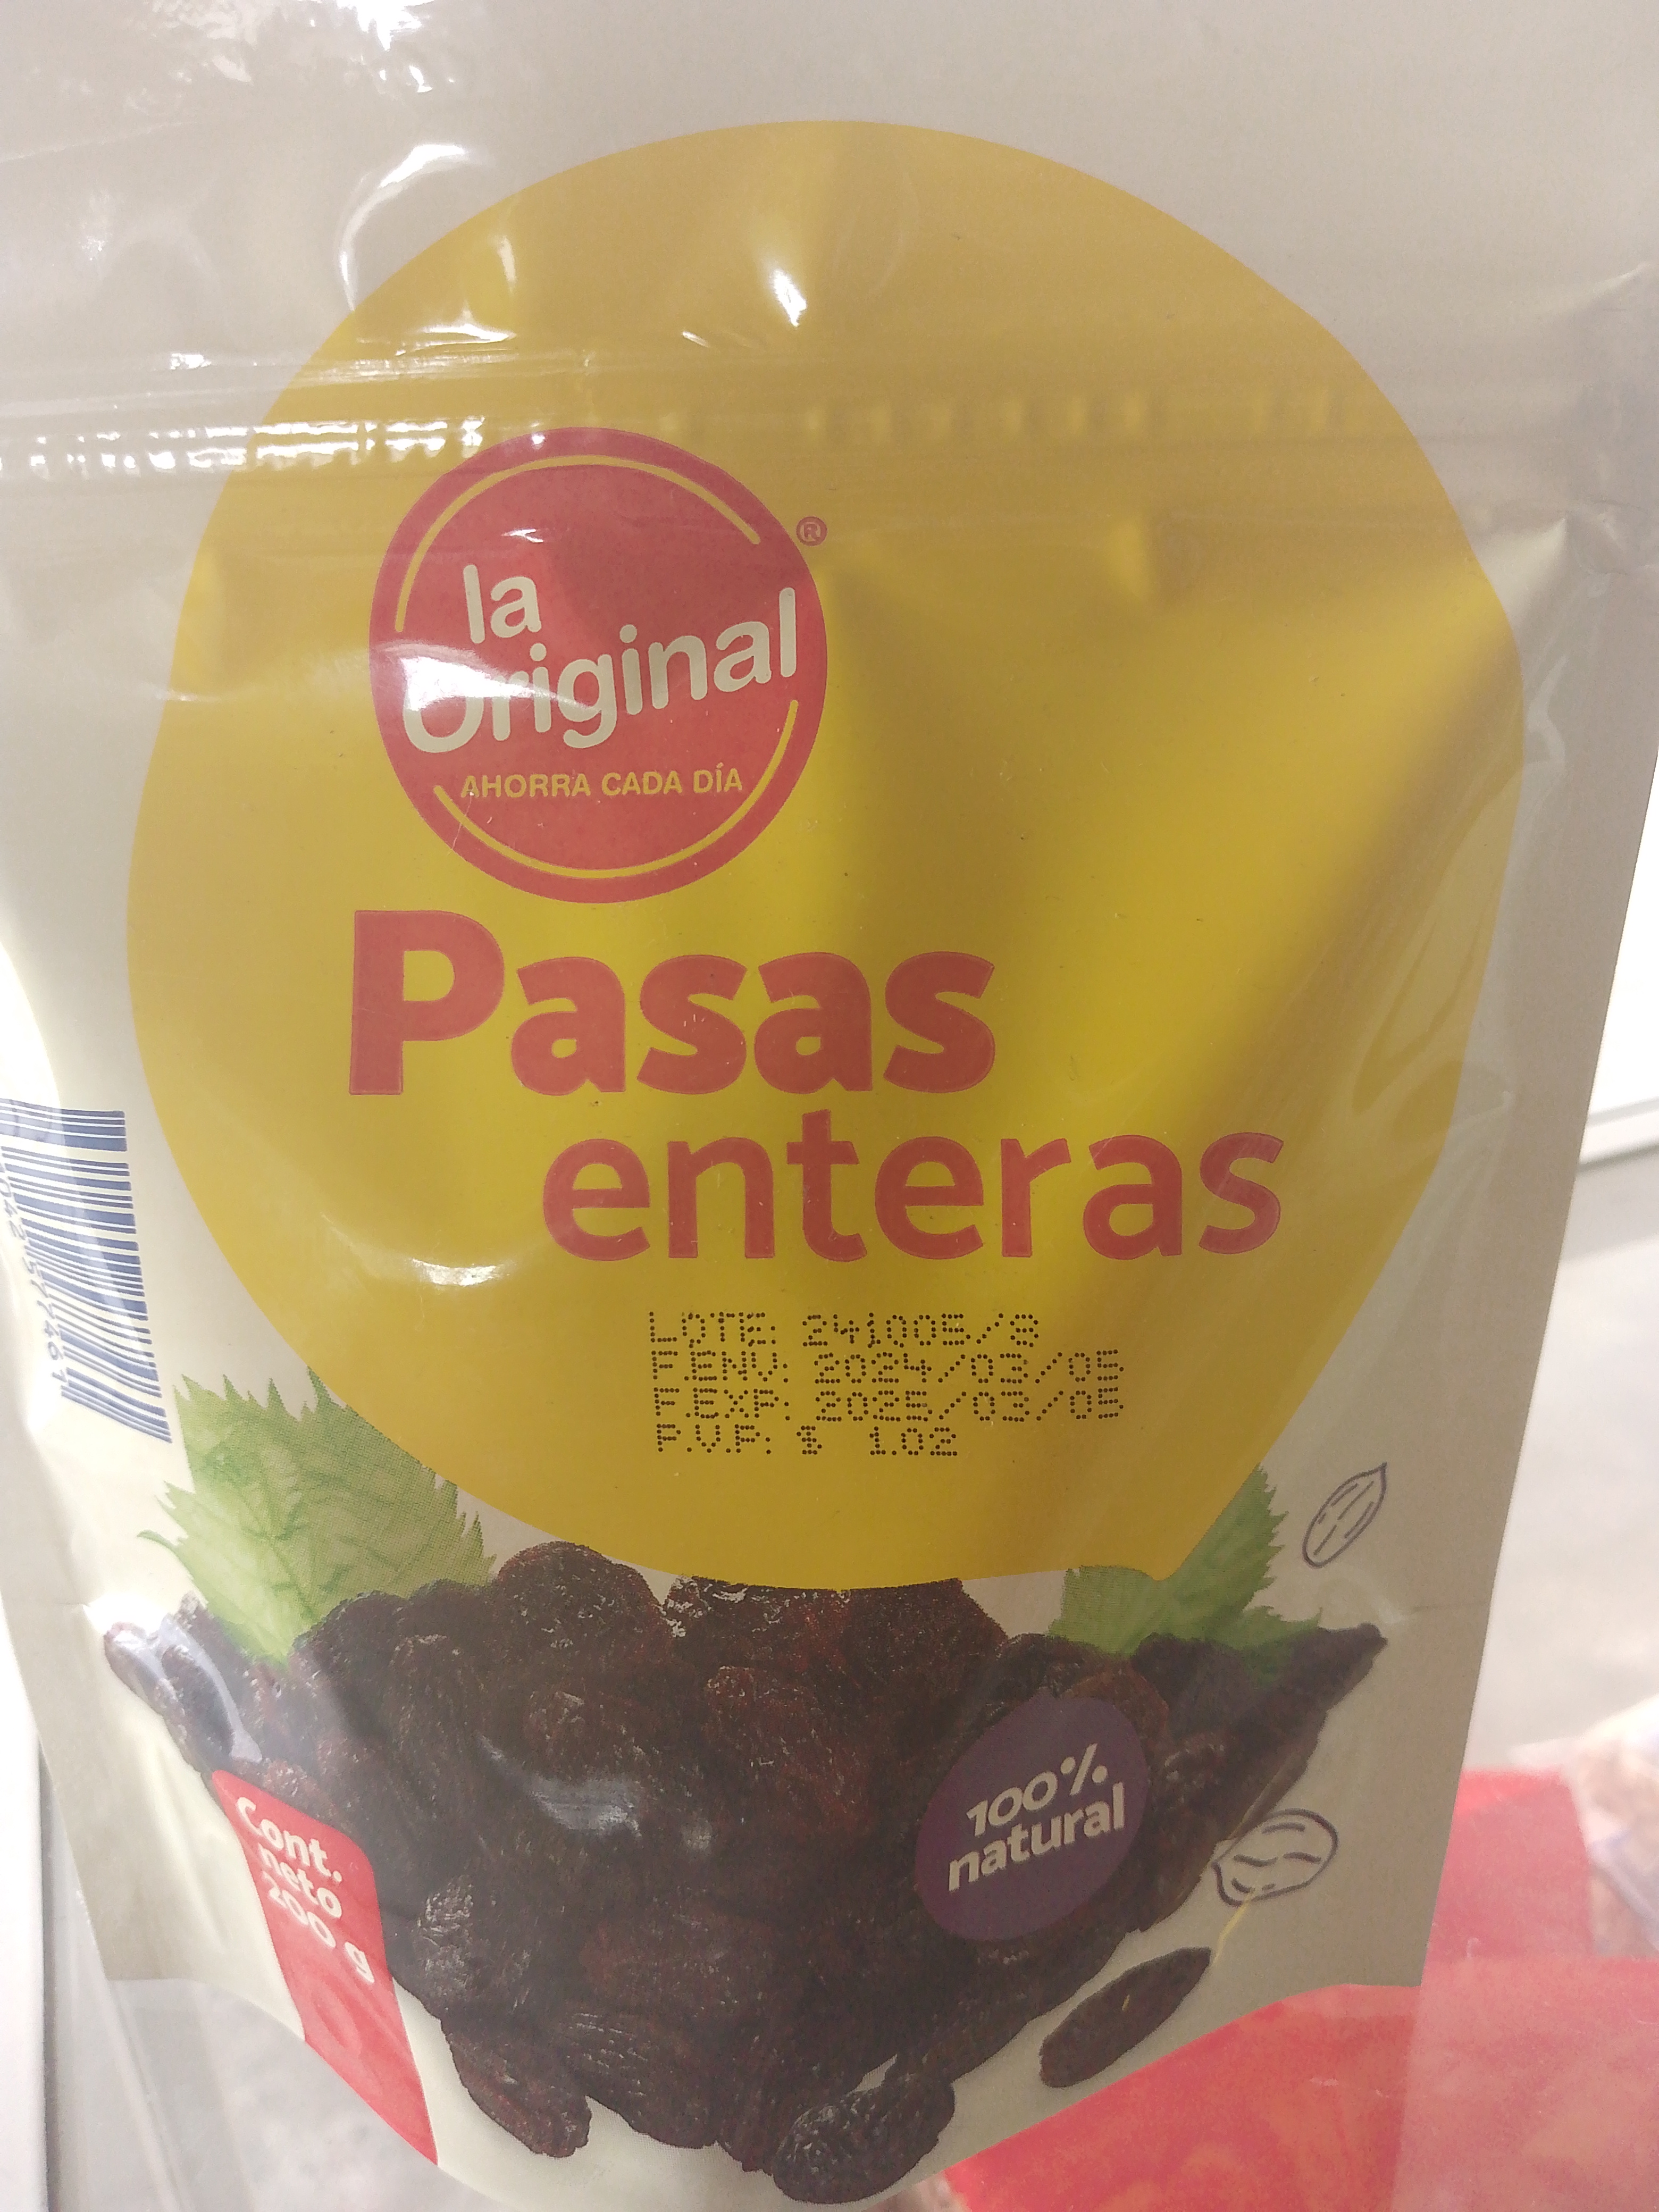 la
Original
®
AHORRA CADA DÍA
Pasas
enteras
LOTE: 241005/8
F.ENV: 2024/03/05
F.EXP: 2025/03/05
P.V.P: $ 1.02
100%
natural
Cont.
neto
200 g